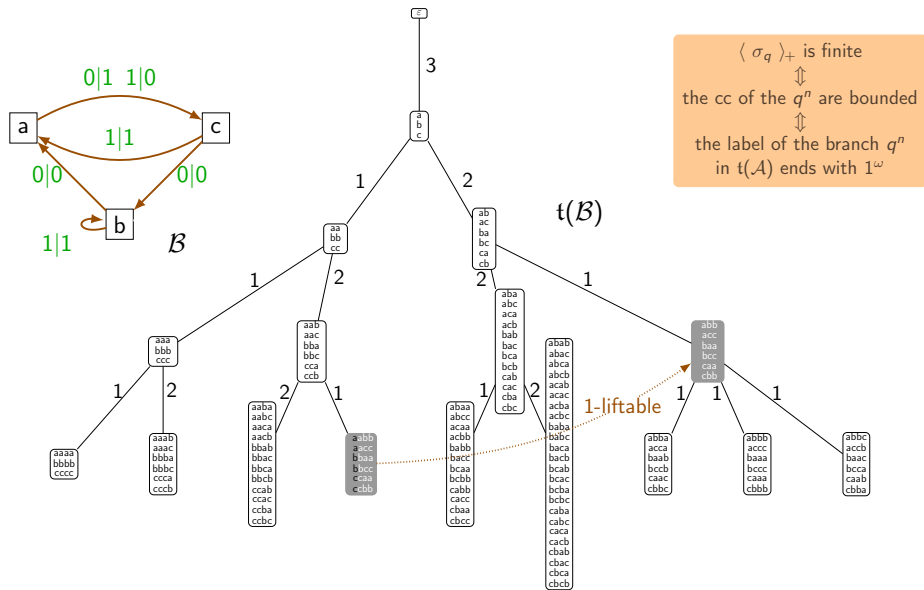 ε
3
⟨ σ_q ⟩₊ is finite
⇕
the cc of the qⁿ are bounded
⇕
the label of the branch qⁿ
in 𝔱(𝒜) ends with 1^ω
0|1 1|0
a
c
1|1
0|0
0|0
b
1|1
ℬ
a
b
c
1
2
𝔱(ℬ)
aa
bb
cc
ab
ac
ba
bc
ca
cb
1
2
2
1
aaa
bbb
ccc
aab
aac
bba
bbc
cca
ccb
aba
abc
aca
acb
bab
bac
bca
bcb
cab
cac
cba
cbc
abb
acc
baa
bcc
caa
cbb
1
2
2
1
1
2
1
1
1
1-liftable
aaaa
bbbb
cccc
aaab
aaac
bbba
bbbc
ccca
cccb
aaba
aabc
aaca
aacb
bbab
bbac
bbca
bbcb
ccab
ccac
ccba
ccbc
aabb
aacc
bbaa
bbcc
ccaa
ccbb
abaa
abcc
acaa
acbb
babb
bacc
bcaa
bcbb
cabb
cacc
cbaa
cbcc
abab
abac
abca
abcb
acab
acac
acba
acbc
baba
babc
baca
bacb
bcab
bcac
bcba
bcbc
caba
cabc
caca
cacb
cbab
cbac
cbca
cbcb
abba
acca
baab
bccb
caac
cbbc
abbb
accc
baaa
bccc
caaa
cbbb
abbc
accb
baac
bcca
caab
cbba